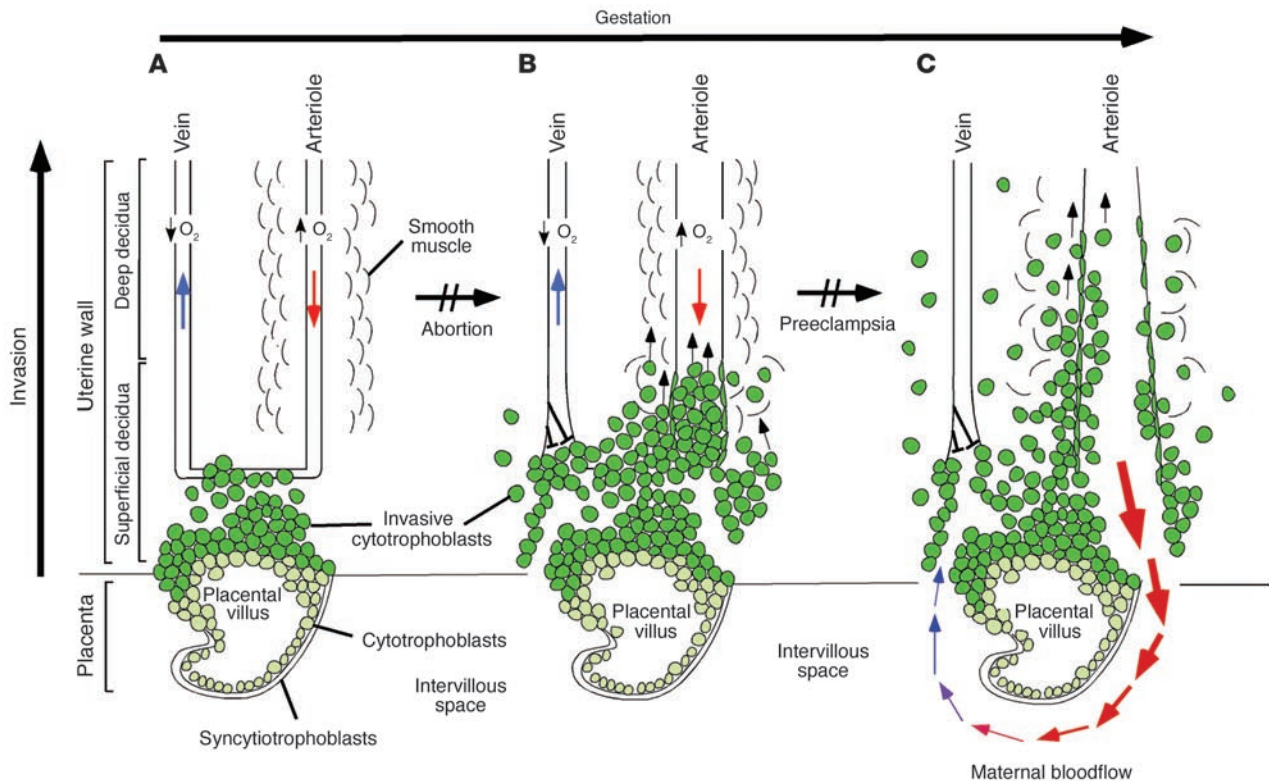 Gestation
A
B
C
Vein
Arteriole
Vein
Arteriole
Vein
Arteriole
Invasion
Uterine wall
Deep decidua
Superficial decidua
Placenta
O2
O2
Smooth
muscle
Abortion
O2
O2
Preeclampsia
Invasive
cytotrophoblasts
Placental
villus
Cytotrophoblasts
Intervillous
space
Syncytiotrophoblasts
Placental
villus
Intervillous
space
Placental
villus
Maternal bloodflow